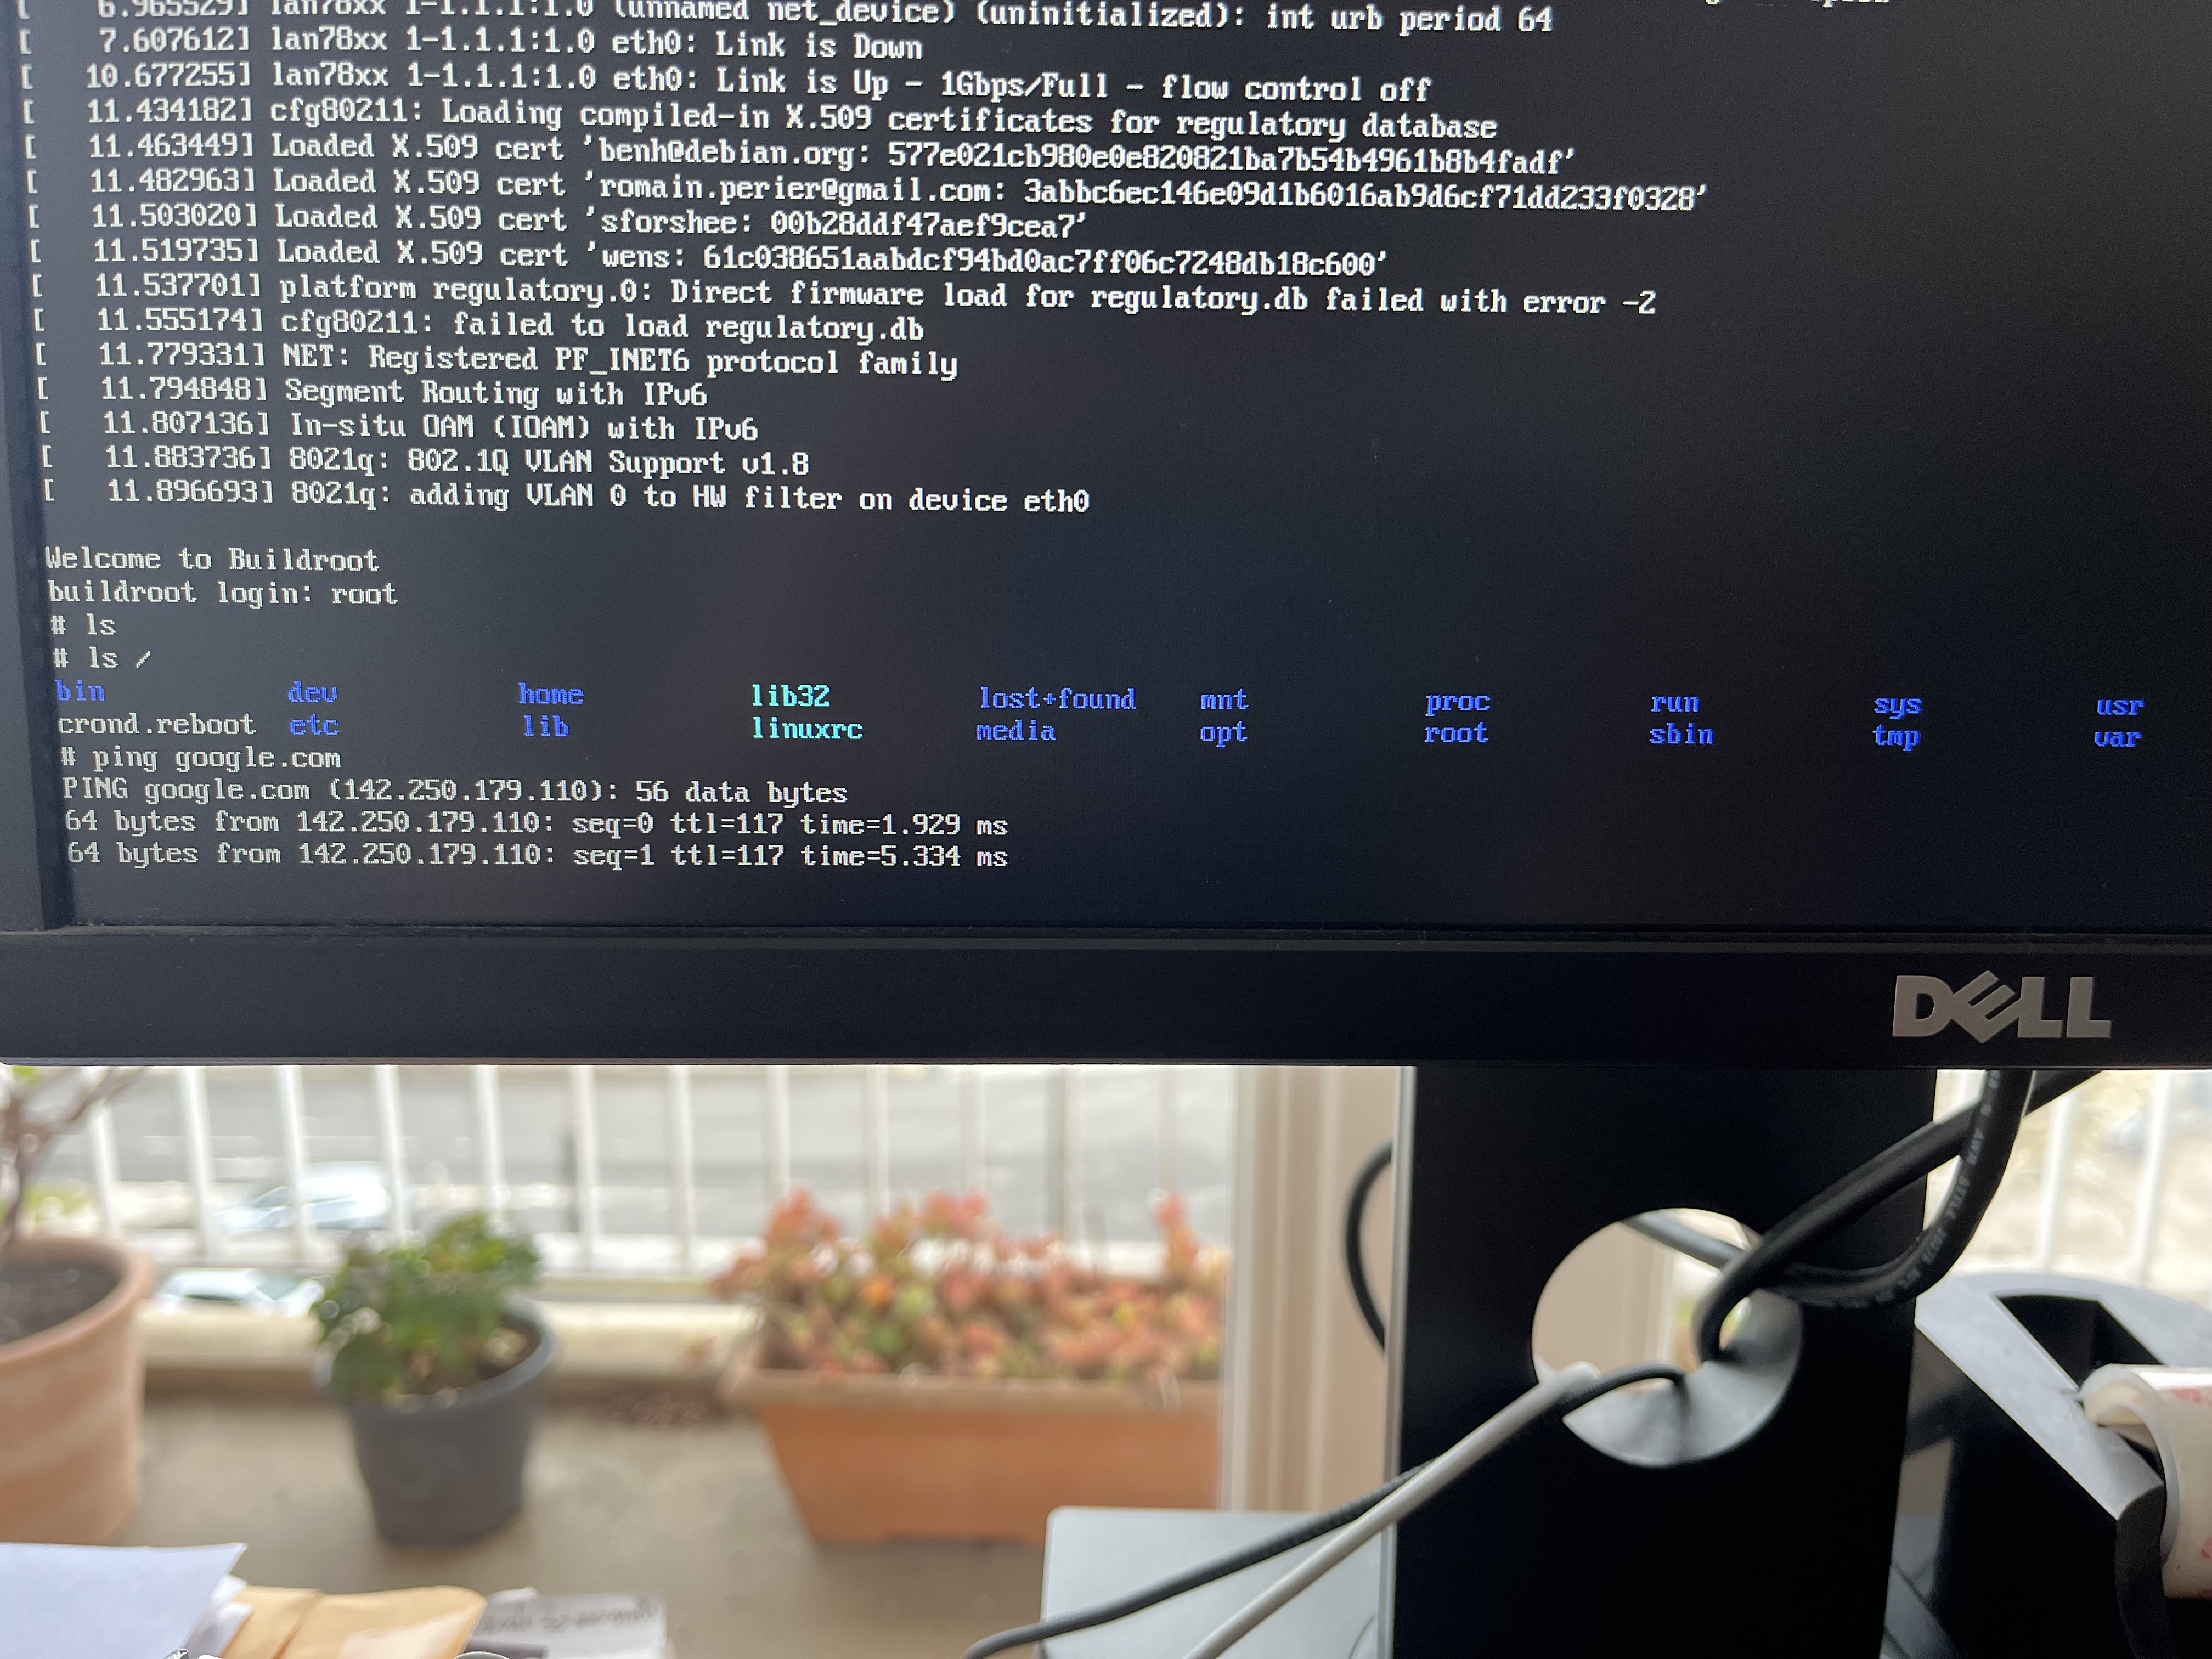 [    6.965529] lan78xx 1-1.1.1:1.0 (unnamed net_device) (uninitialized): int urb period 64
[    7.607612] lan78xx 1-1.1.1:1.0 eth0: Link is Down
[   10.677255] lan78xx 1-1.1.1:1.0 eth0: Link is Up - 1Gbps/Full - flow control off
[   11.434182] cfg80211: Loading compiled-in X.509 certificates for regulatory database
[   11.463449] Loaded X.509 cert 'benh@debian.org: 577e021cb980e0e820821ba7b54b4961b8b4fadf'
[   11.482963] Loaded X.509 cert 'romain.perier@gmail.com: 3abbc6ec146e09d1b6016ab9d6cf71dd233f0328'
[   11.503020] Loaded X.509 cert 'sforshee: 00b28ddf47aef9cea7'
[   11.519735] Loaded X.509 cert 'wens: 61c038651aabdcf94bd0ac7ff06c7248db18c600'
[   11.537701] platform regulatory.0: Direct firmware load for regulatory.db failed with error -2
[   11.555174] cfg80211: failed to load regulatory.db
[   11.779331] NET: Registered PF_INET6 protocol family
[   11.794848] Segment Routing with IPv6
[   11.807136] In-situ OAM (IOAM) with IPv6
[   11.883736] 8021q: 802.1Q VLAN Support v1.8
[   11.896693] 8021q: adding VLAN 0 to HW filter on device eth0
Welcome to Buildroot
buildroot login: root
# ls
# ls /
bin dev home lib32 lost+found mnt proc run sys usr
crond.reboot etc lib linuxrc media opt root sbin tmp var
# ping google.com
PING google.com (142.250.179.110): 56 data bytes
64 bytes from 142.250.179.110: seq=0 ttl=117 time=1.929 ms
64 bytes from 142.250.179.110: seq=1 ttl=117 time=5.334 ms
DELL